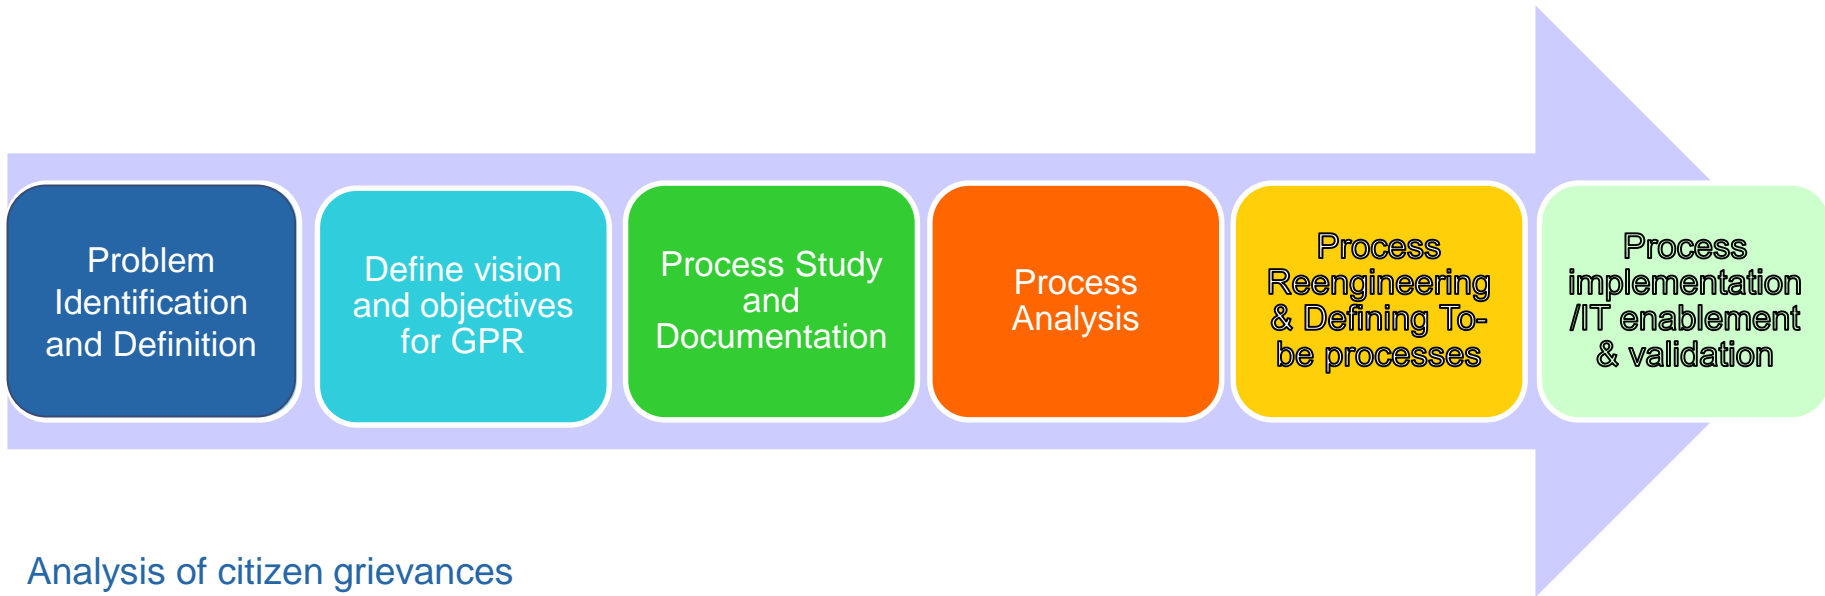 Problem
Identification
and Definition
Define vision
and objectives
for GPR
Process Study
and
Documentation
Process
Analysis
Process
Reengineering
& Defining To-
be processes
Process
implementation
/IT enablement
& validation
Analysis of citizen grievances